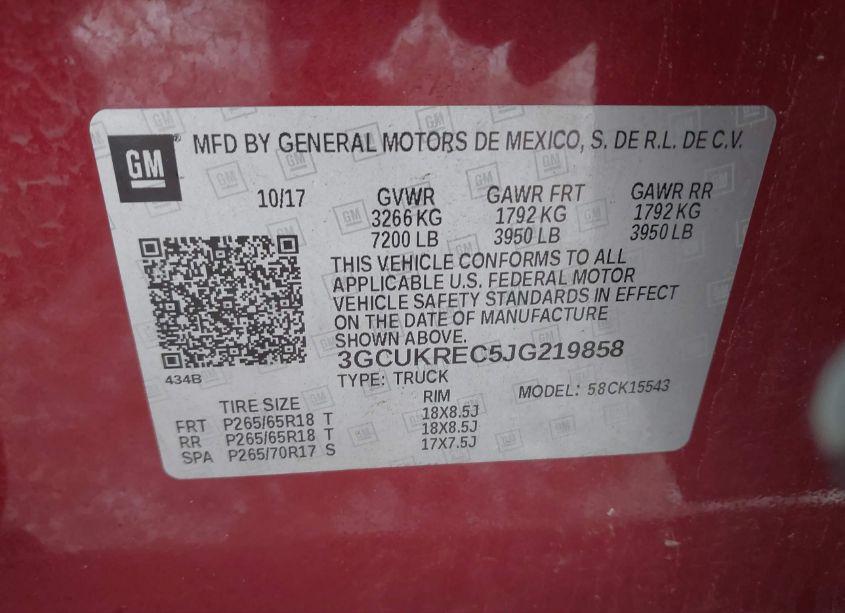 GM
MFD BY GENERAL MOTORS DE MEXICO, S. DE R.L. DE C.V.
10/17 GVWR GAWR FRT GAWR RR
3266 KG 1792 KG 1792 KG
7200 LB 3950 LB 3950 LB
THIS VEHICLE CONFORMS TO ALL
APPLICABLE U.S. FEDERAL MOTOR
VEHICLE SAFETY STANDARDS IN EFFECT
ON THE DATE OF MANUFACTURE
SHOWN ABOVE.
3GCUKREC5JG219858
434B
TYPE: TRUCK MODEL: 58CK15543
TIRE SIZE RIM
FRT P265/65R18 T 18X8.5J
RR P265/65R18 T 18X8.5J
SPA P265/70R17 S 17X7.5J